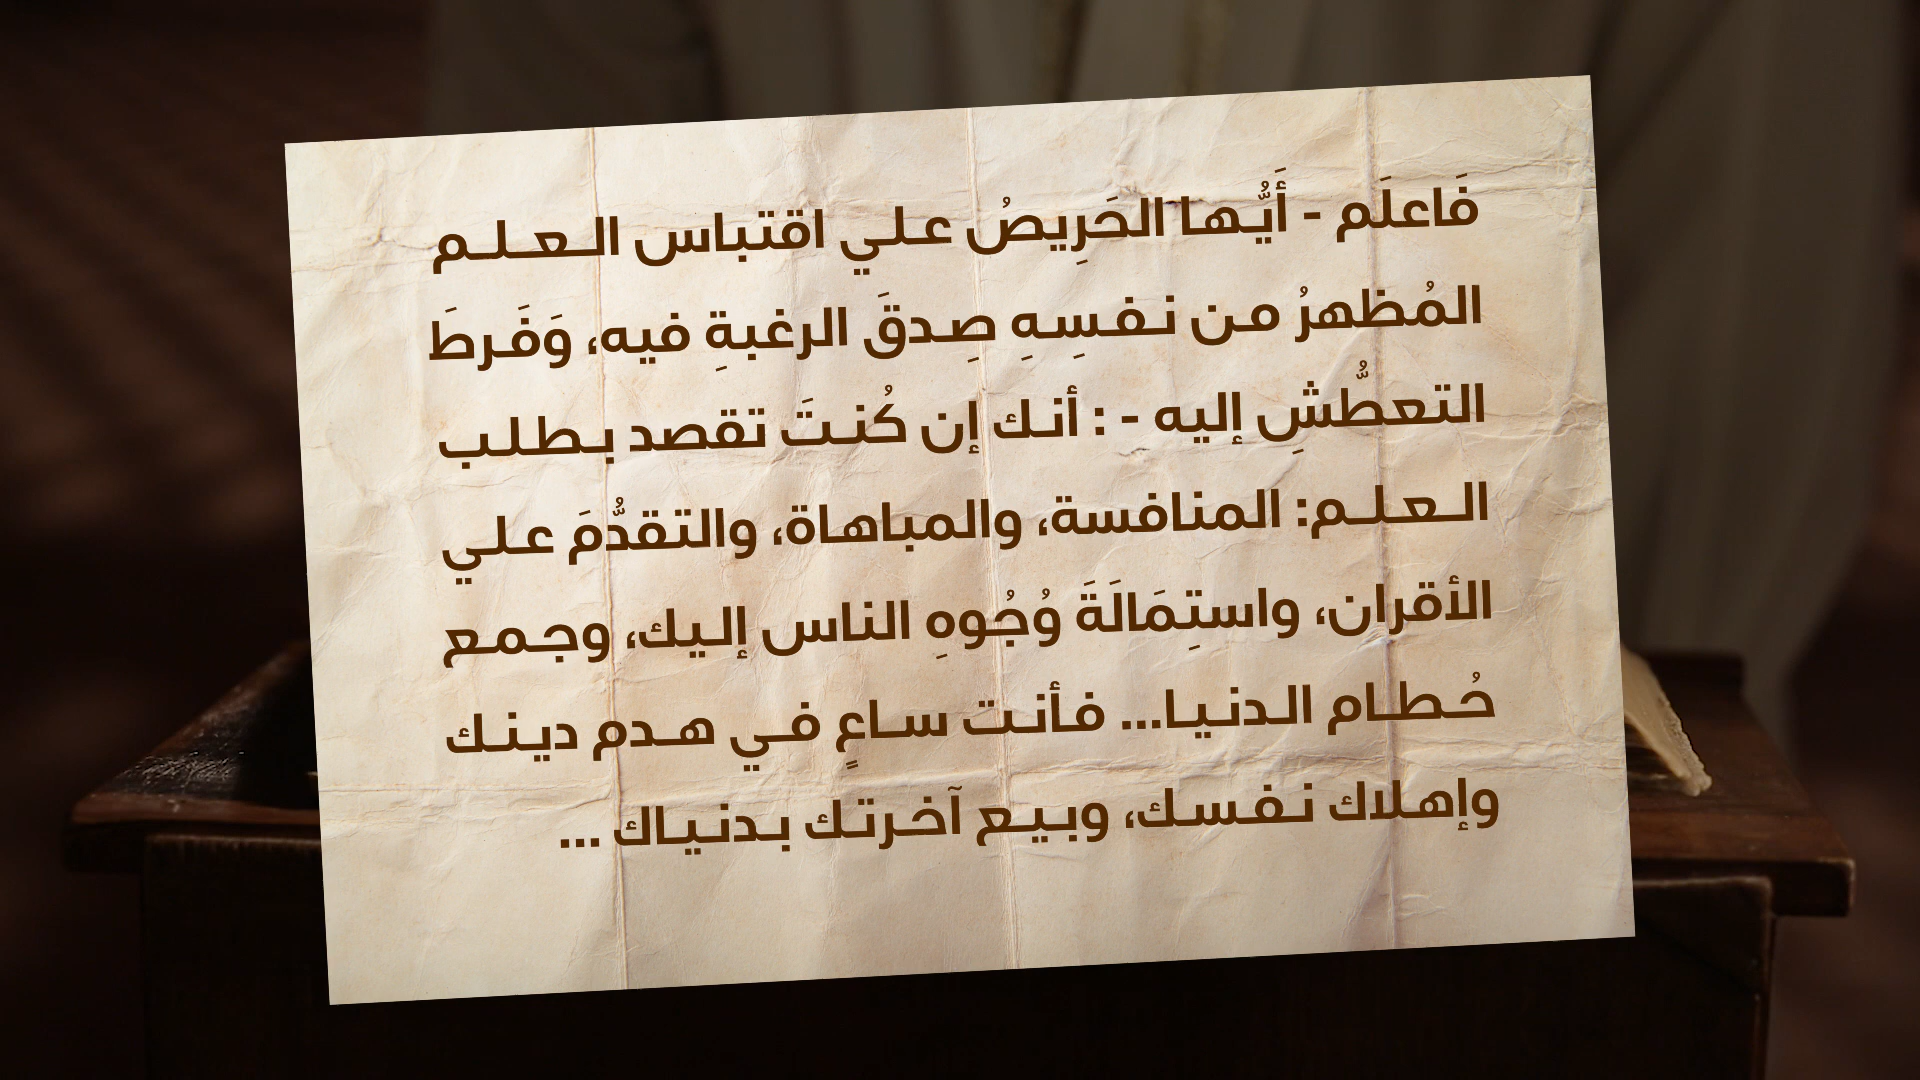 فَاعلَم - أَيُّها الحَرِيصُ علي اقتباس العلم
المُظهرُ من نفسِهِ صِدقَ الرغبةِ فيه، وَفَرطَ
التعطُّشِ إليه - : أنك إن كُنتَ تقصد بطلب
العلم: المنافسة، والمباهاة، والتقدُّمَ علي
الأقران، واستِمَالَةَ وُجُوهِ الناس إليك، وجمع
حُطام الدنيا... فأنت ساعٍ في هدم دينك
وإهلاك نفسك، وبيع آخرتك بدنياك ...